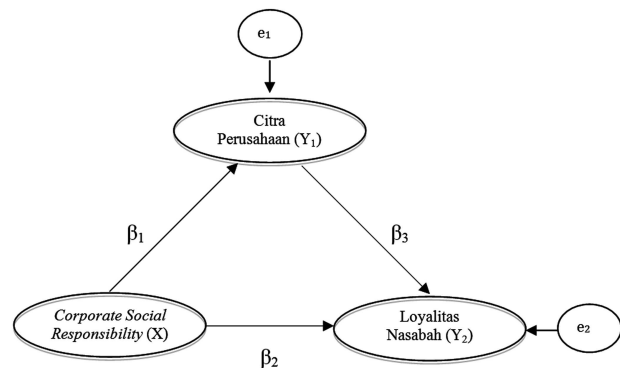 e₁
Citra
Perusahaan (Y₁)
β₁
β₃
Corporate Social
Responsibility (X)
Loyalitas
Nasabah (Y₂)
e₂
β₂